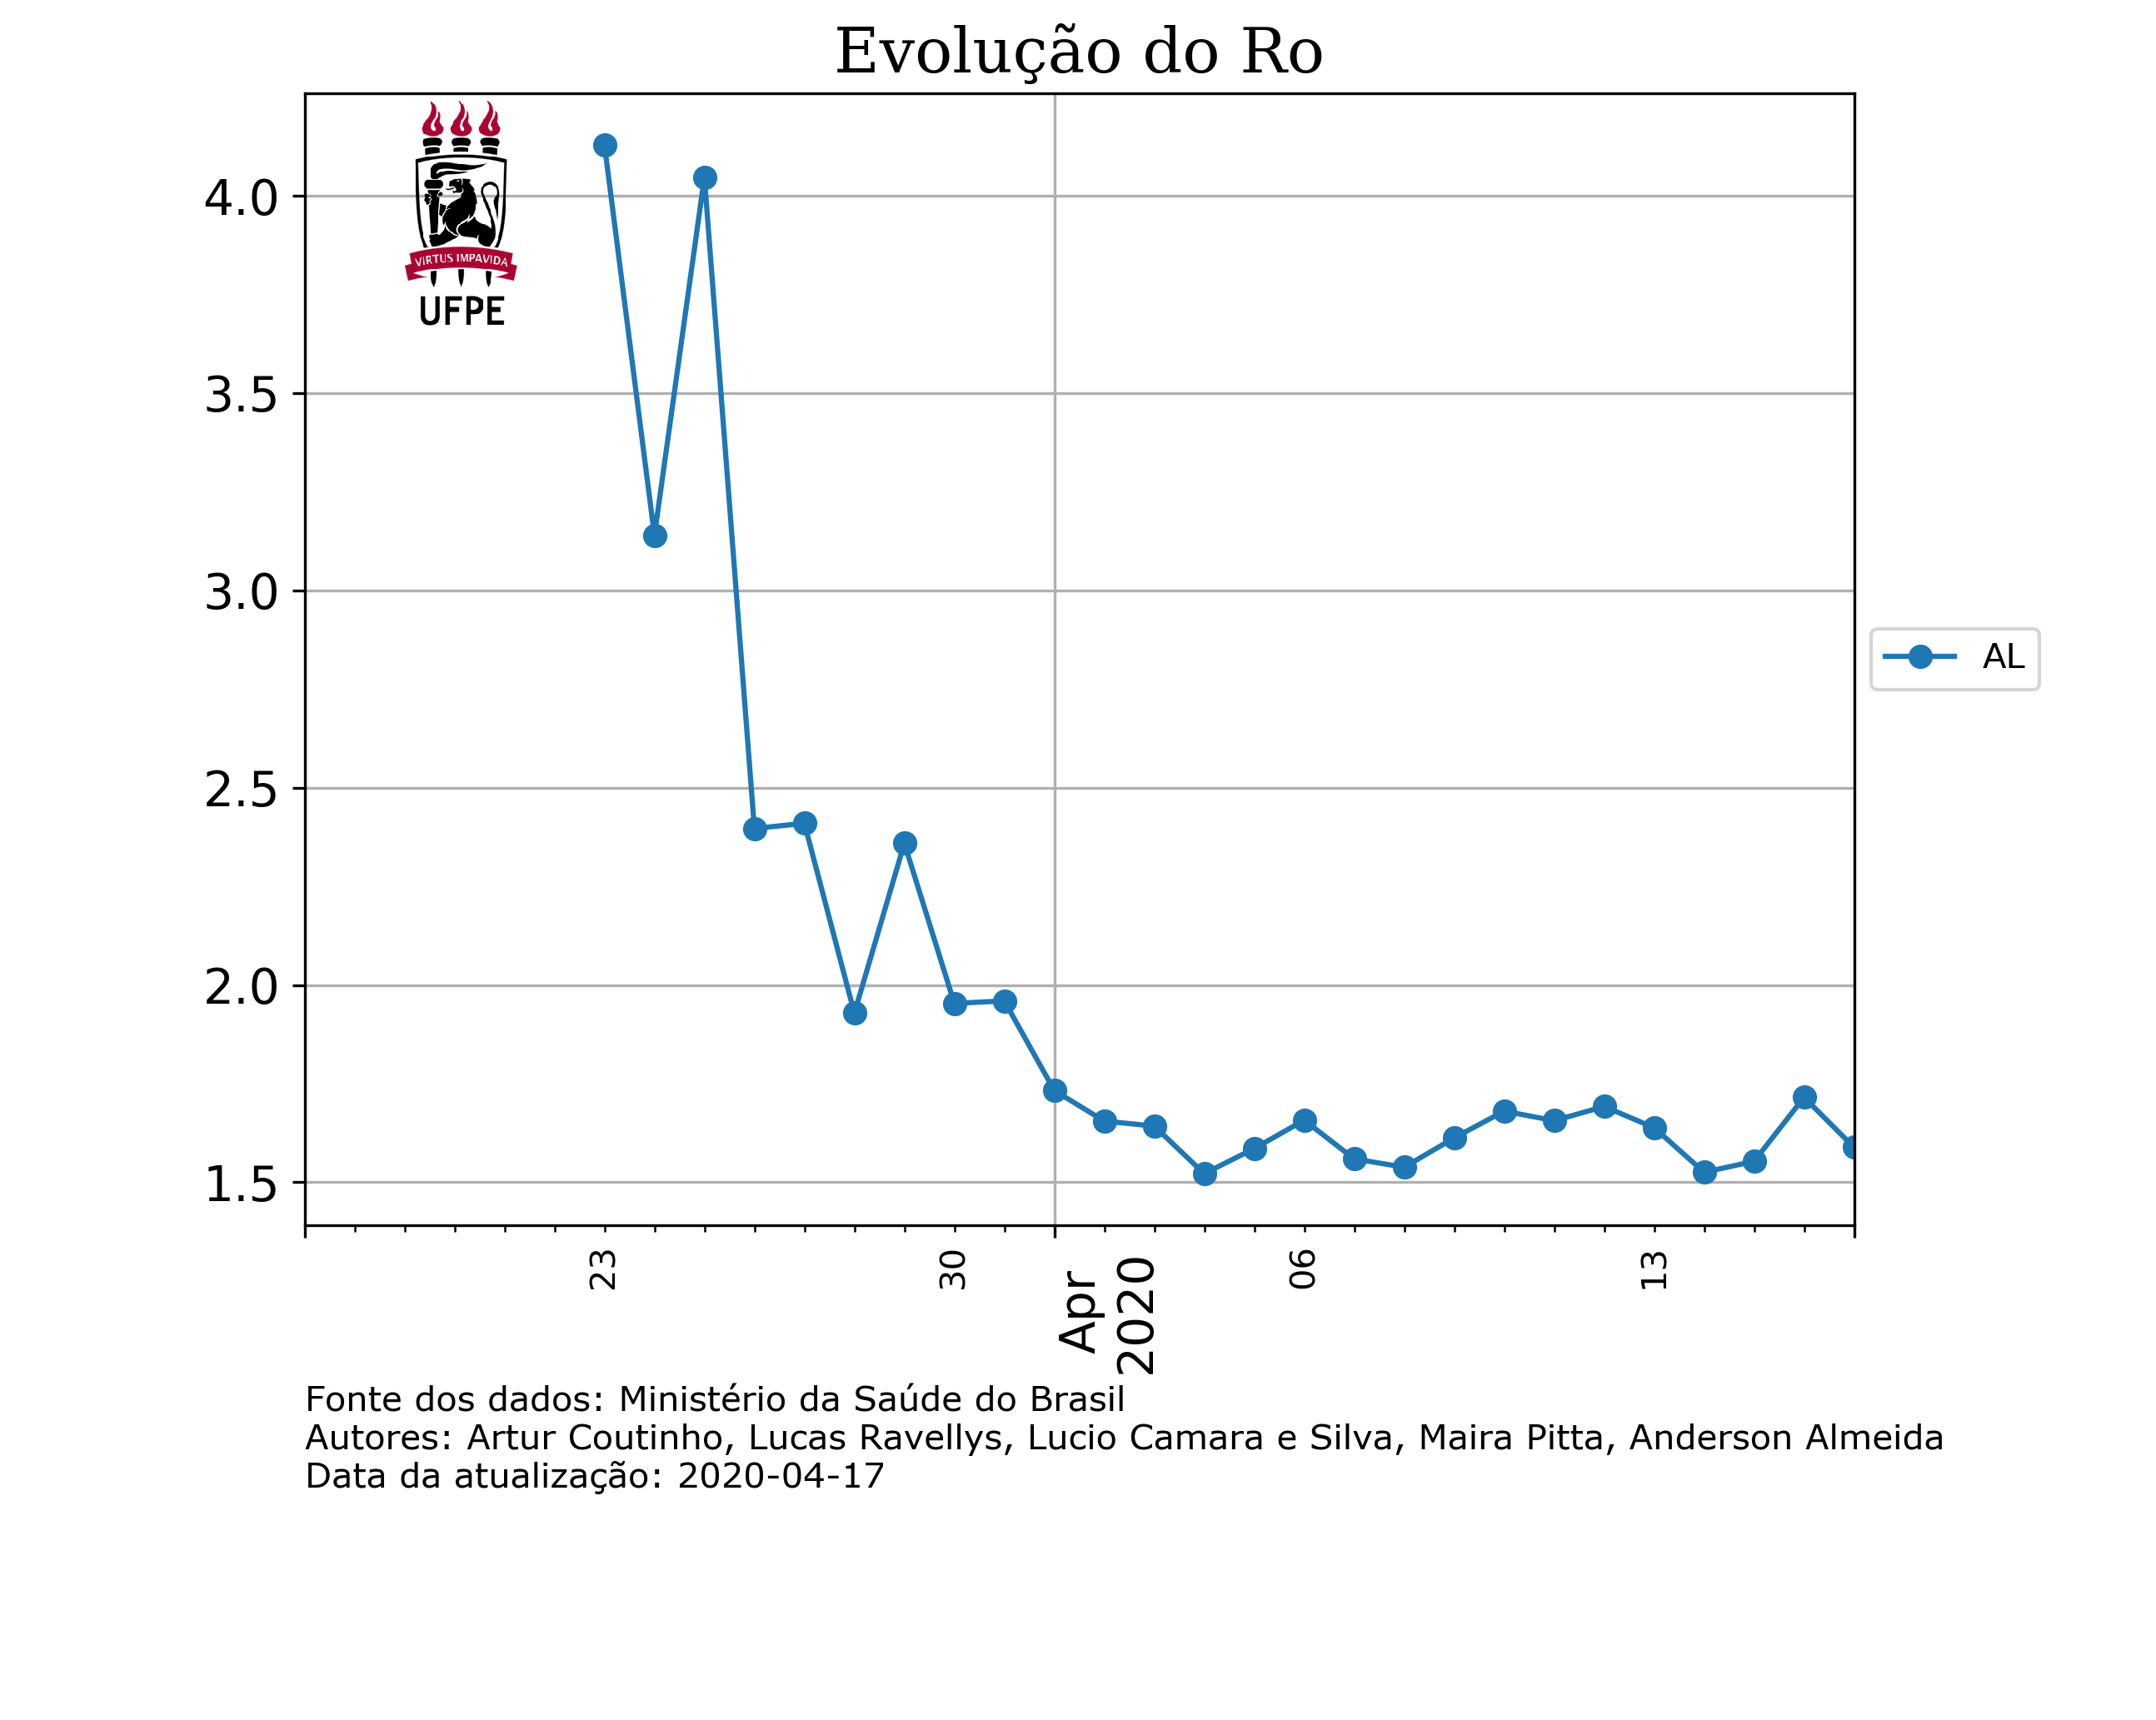 Evolução do Ro
VIRTUS IMPAVIDA
UFPE
4.0
3.5
3.0
2.5
2.0
1.5
AL
23
30
Apr
2020
06
13
Fonte dos dados: Ministério da Saúde do Brasil
Autores: Artur Coutinho, Lucas Ravellys, Lucio Camara e Silva, Maira Pitta, Anderson Almeida
Data da atualização: 2020-04-17